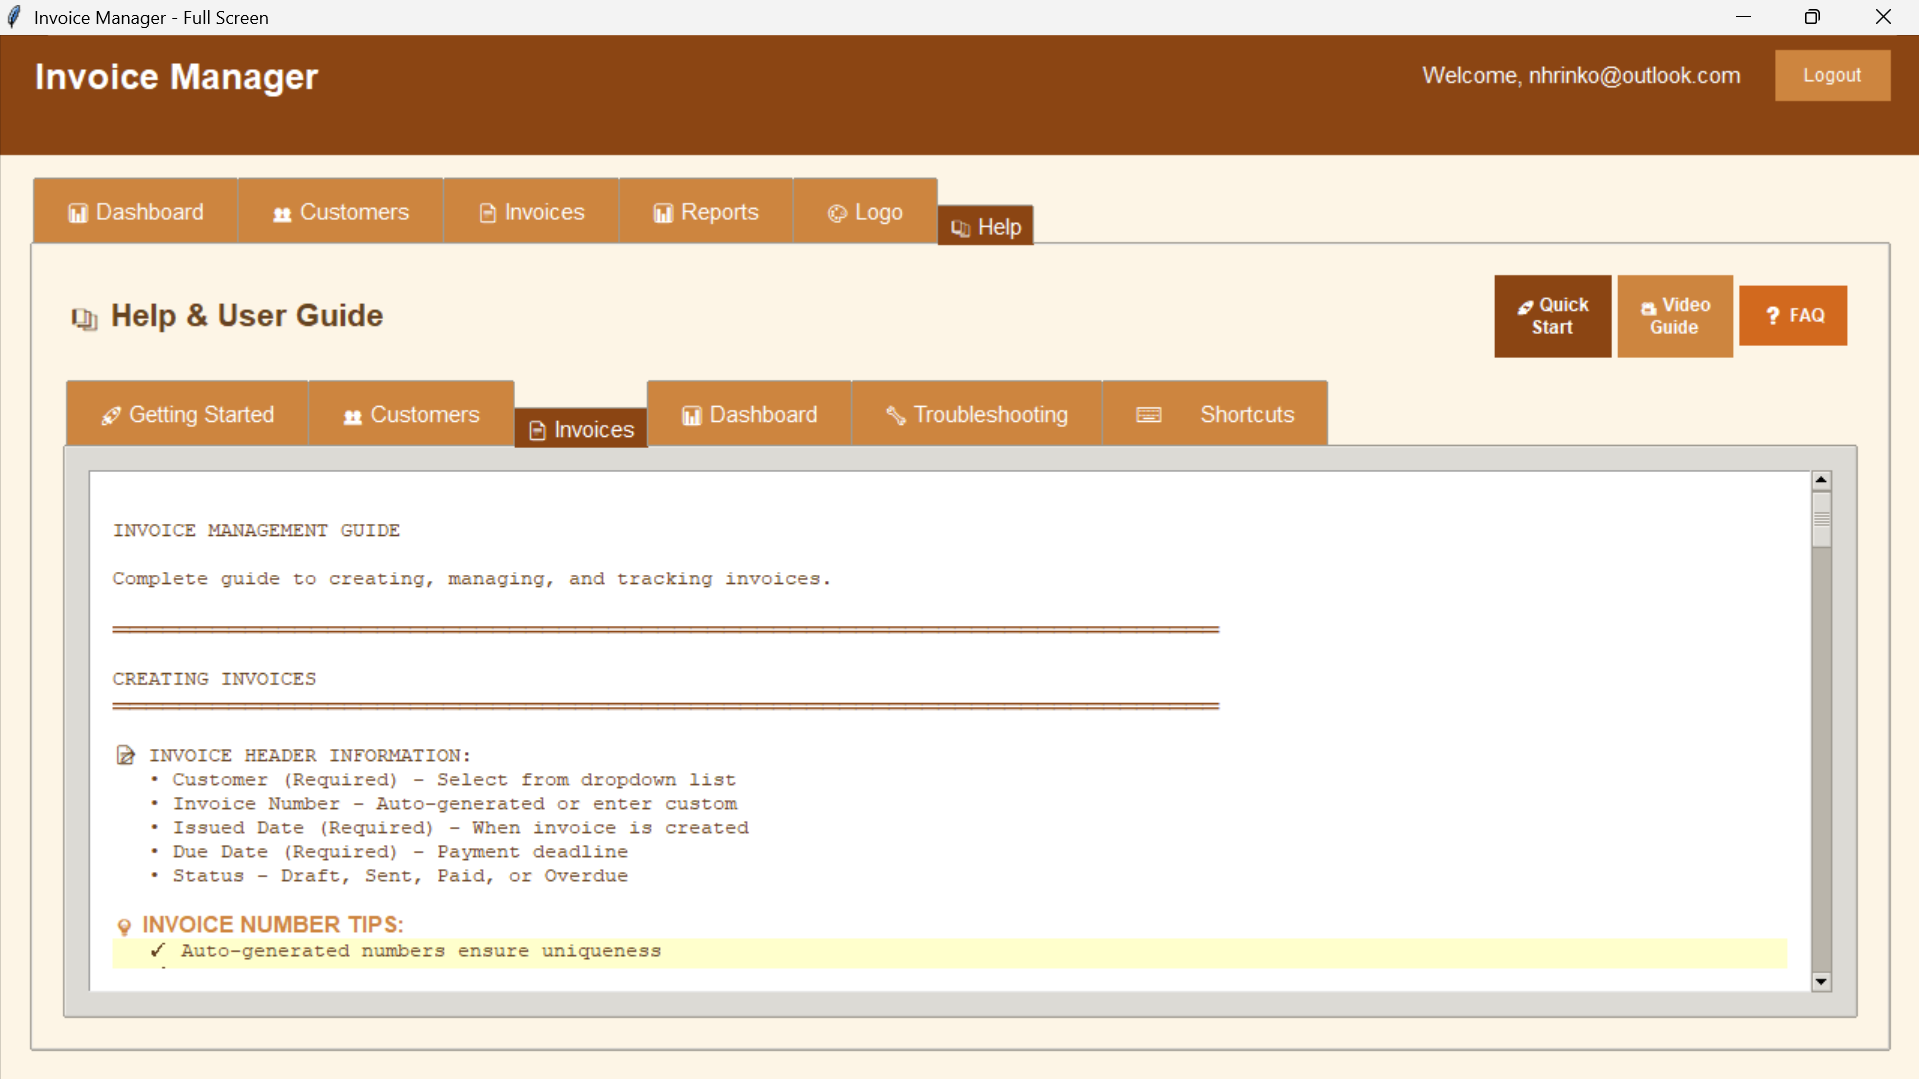 Invoice Manager - Full Screen
Invoice Manager
Welcome, nhrinko@outlook.com
Logout
Dashboard
Customers
Invoices
Reports
Logo
Help
Help & User Guide
Quick
Start
Video
Guide
? FAQ
Getting Started
Customers
Invoices
Dashboard
Troubleshooting
Shortcuts
INVOICE MANAGEMENT GUIDE
Complete guide to creating, managing, and tracking invoices.
CREATING INVOICES
INVOICE HEADER INFORMATION:
• Customer (Required) - Select from dropdown list
• Invoice Number - Auto-generated or enter custom
• Issued Date (Required) - When invoice is created
• Due Date (Required) - Payment deadline
• Status - Draft, Sent, Paid, or Overdue
INVOICE NUMBER TIPS:
✓ Auto-generated numbers ensure uniqueness